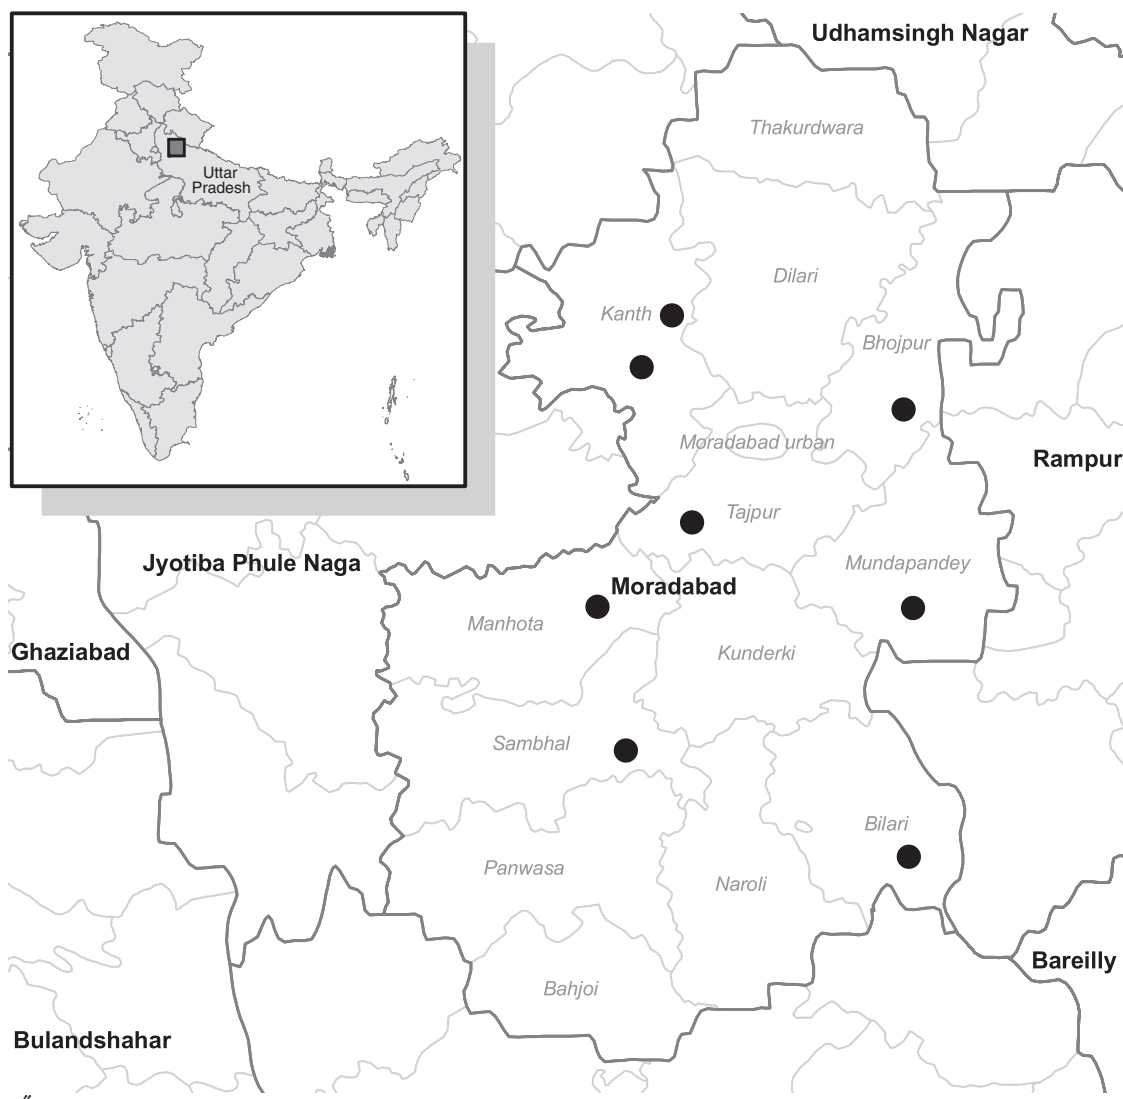 Udhamsingh Nagar
Thakurdwara
Uttar
Pradesh
Dilari
Kanth
Bhojpur
Moradabad urban
Rampur
Tajpur
Jyotiba Phule Naga
Mundapandey
Moradabad
Manhota
Ghaziabad
Kunderki
Sambhal
Bilari
Panwasa
Naroli
Bareilly
Bahjoi
Bulandshahar